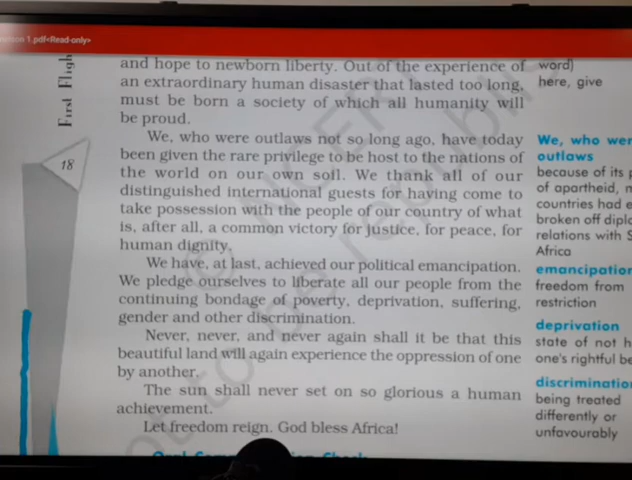 1.pdf<Read-only>
First Fligh
18
and hope to newborn liberty. Out of the experience of
an extraordinary human disaster that lasted too long,
must be born a society of which all humanity will
be proud.
We, who were outlaws not so long ago, have today
been given the rare privilege to be host to the nations of
the world on our own soil. We thank all of our
distinguished international guests for having come to
take possession with the people of our country of what
is, after all, a common victory for justice, for peace, for
human dignity.
We have, at last, achieved our political emancipation.
We pledge ourselves to liberate all our people from the
continuing bondage of poverty, deprivation, suffering,
gender and other discrimination.
Never, never, and never again shall it be that this
beautiful land will again experience the oppression of one
by another.
The sun shall never set on so glorious a human
achievement.
Let freedom reign. God bless Africa!
word)
here, give
We, who wer
outlaws
because of its
of apartheid,
countries had
broken off diplo
relations with S
Africa
emancipation
freedom from
restriction
deprivation
state of not h
one's rightful be
discrimination
being treated
differently or
unfavourably
© NCERT
not to be republis